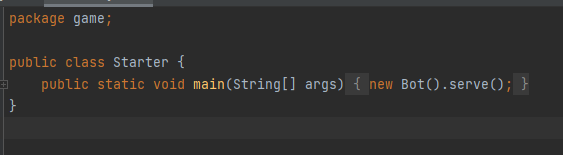 package game;
public class Starter {
public static void main(String[] args) { new Bot().serve(); }
}